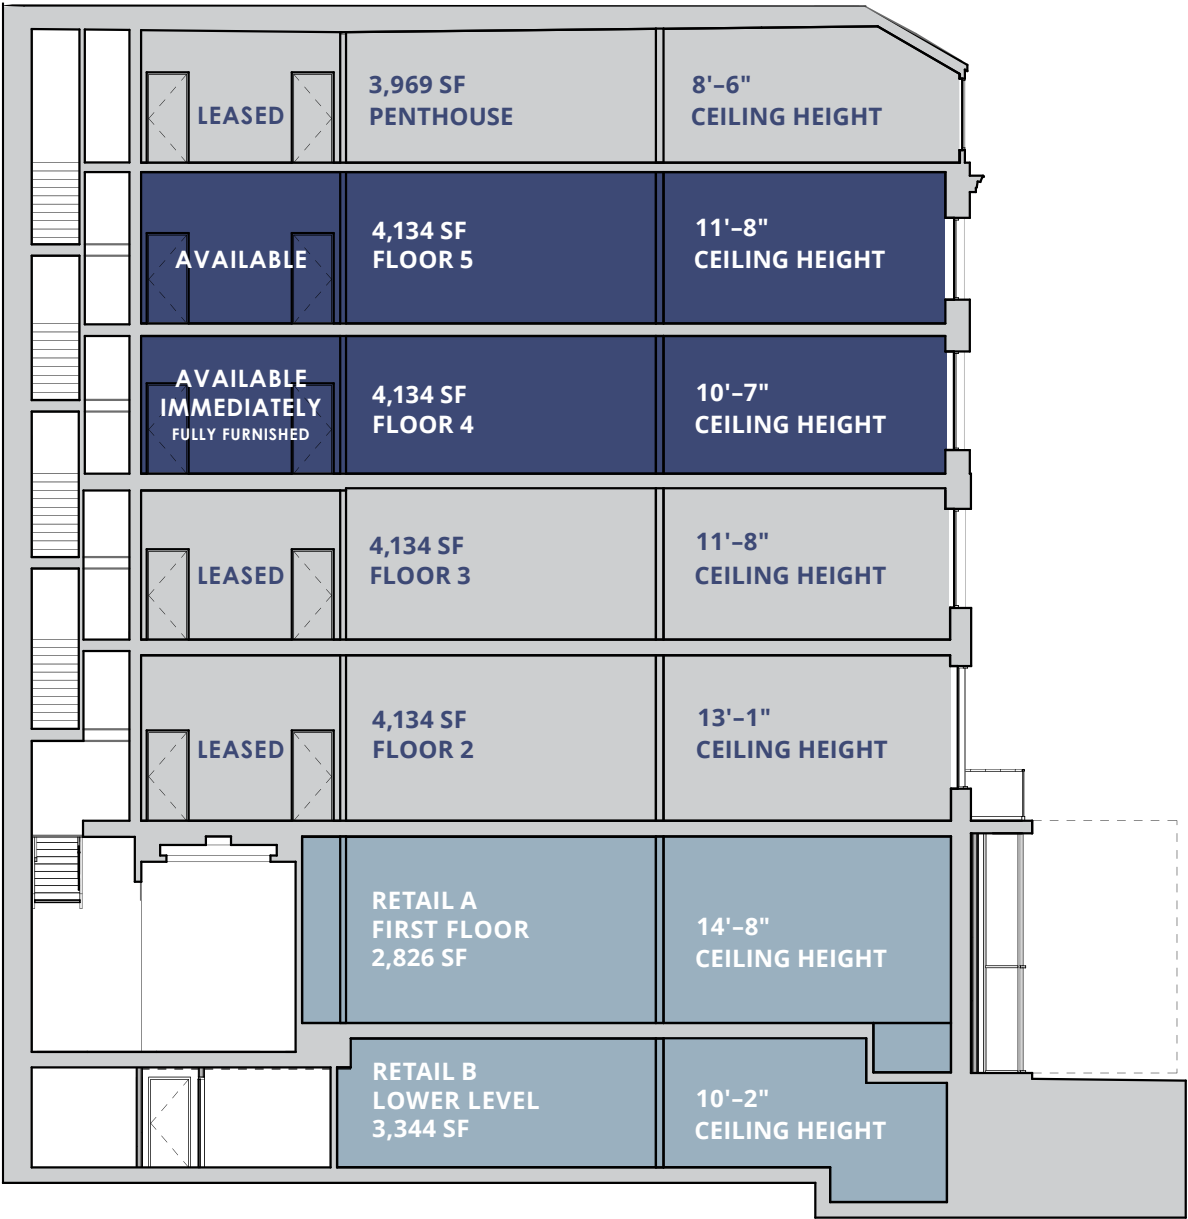 LEASED
3,969 SF
PENTHOUSE
8'–6"
CEILING HEIGHT
AVAILABLE
4,134 SF
FLOOR 5
11'–8"
CEILING HEIGHT
AVAILABLE
IMMEDIATELY
FULLY FURNISHED
4,134 SF
FLOOR 4
10'–7"
CEILING HEIGHT
LEASED
4,134 SF
FLOOR 3
11'–8"
CEILING HEIGHT
LEASED
4,134 SF
FLOOR 2
13'–1"
CEILING HEIGHT
RETAIL A
FIRST FLOOR
2,826 SF
14'–8"
CEILING HEIGHT
RETAIL B
LOWER LEVEL
3,344 SF
10'–2"
CEILING HEIGHT